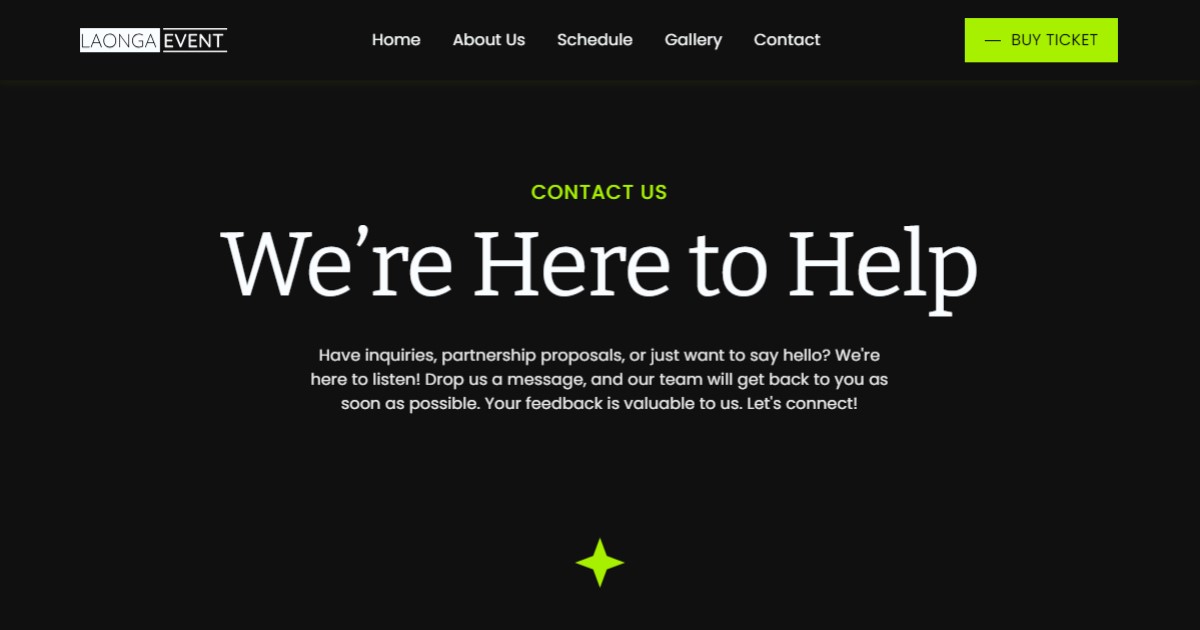 LAONGA EVENT
Home About Us Schedule Gallery Contact
— BUY TICKET
CONTACT US
We’re Here to Help
Have inquiries, partnership proposals, or just want to say hello? We're
here to listen! Drop us a message, and our team will get back to you as
soon as possible. Your feedback is valuable to us. Let's connect!